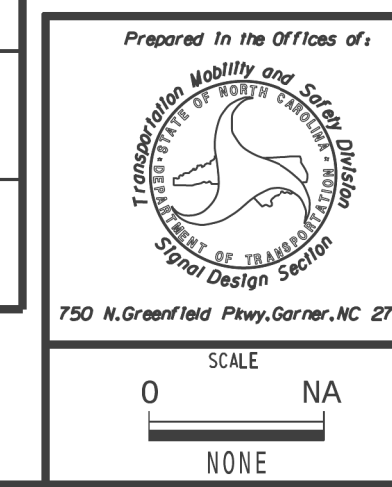 Prepared in the Offices of:
Transportation Mobility and Safety Division
STATE OF NORTH CAROLINA
DEPARTMENT OF TRANSPORTATION
Signal Design Section
750 N.Greenfield Pkwy,Garner,NC 27
SCALE
0 NA
NONE